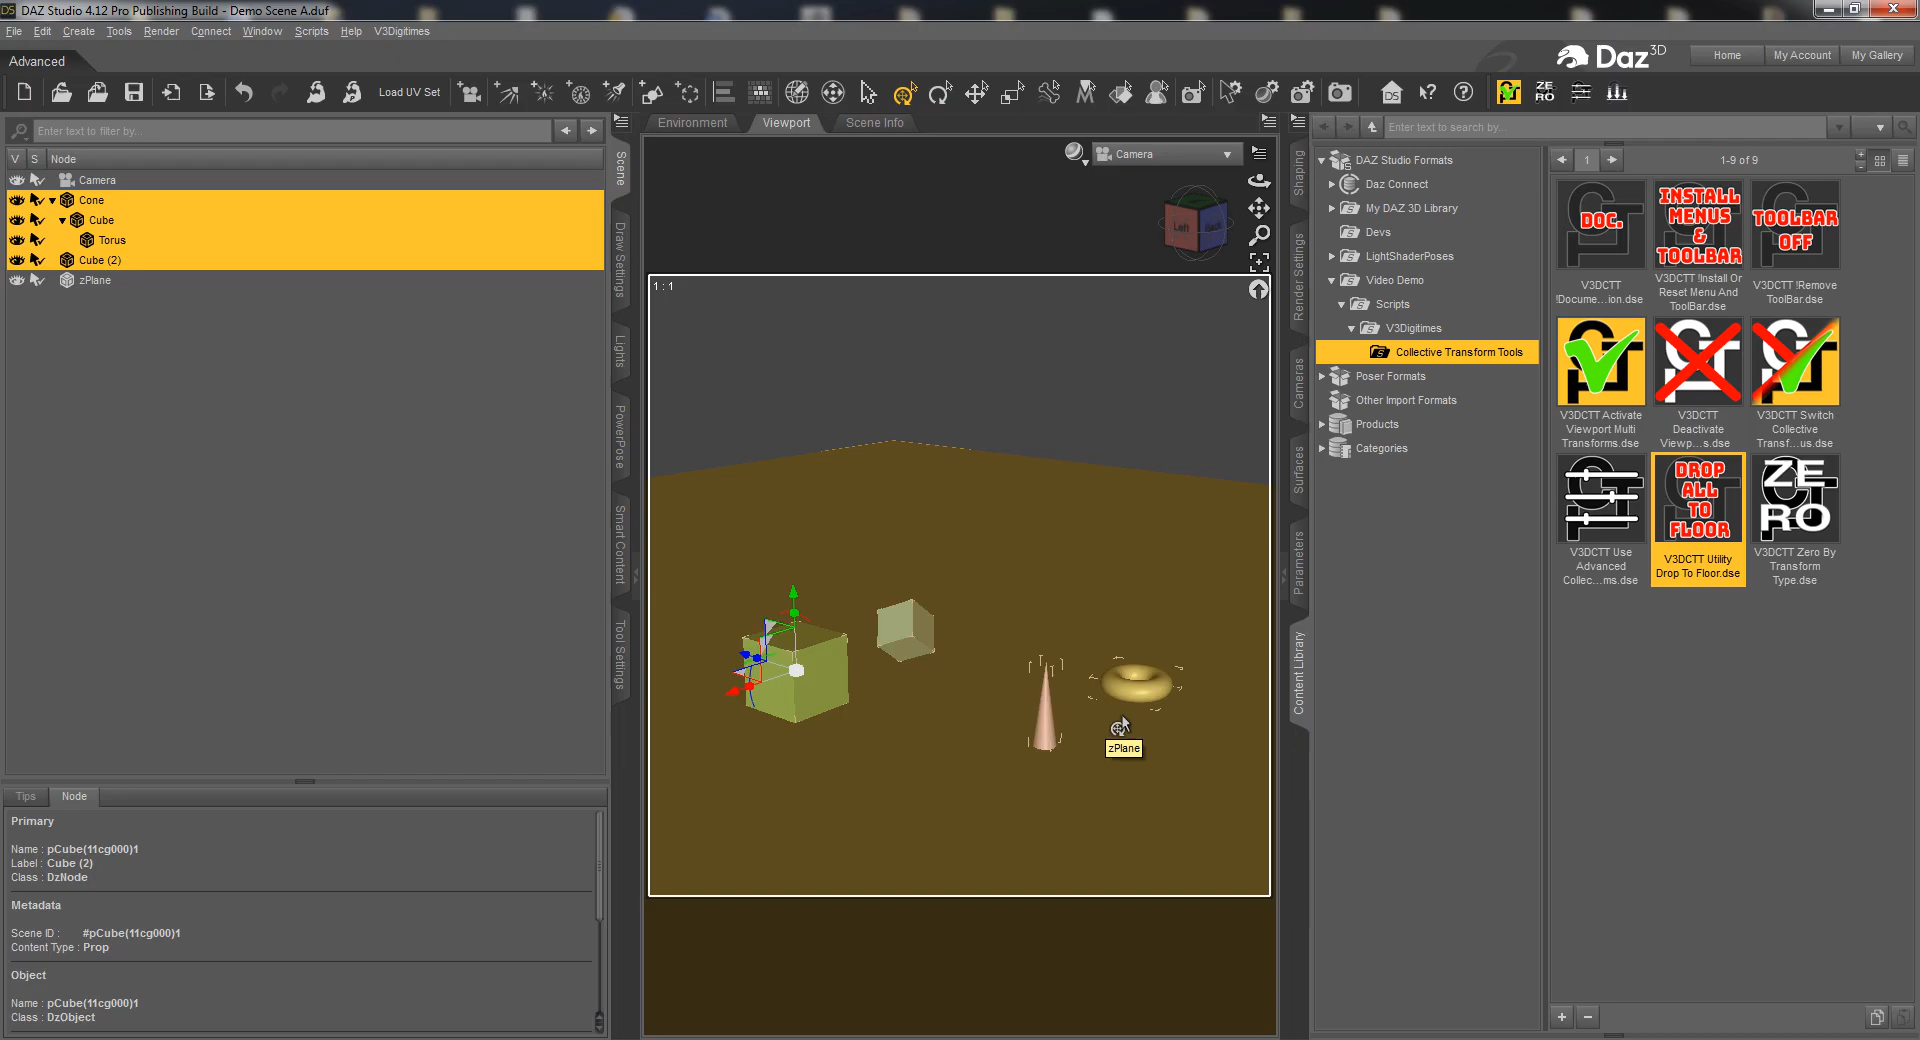 DS DAZ Studio 4.12 Pro Publishing Build - Demo Scene A.duf
File Edit Create Tools Render Connect Window Scripts Help V3Digitimes
Advanced
Daz 3D
Home My Account My Gallery
Load UV Set
DS
ZE
RO
Enter text to filter by...
V S Node
Camera
Cone
Cube
Torus
Cube (2)
zPlane
Scene
Draw Settings
Lights
PowerPose
Smart Content
Tool Settings
Environment Viewport Scene Info
Camera
Left Back
1 : 1
zPlane
Shaping
Render Settings
Cameras
Surfaces
Parameters
Content Library
Enter text to search by...
DAZ Studio Formats
Daz Connect
My DAZ 3D Library
Devs
LightShaderPoses
Video Demo
Scripts
V3Digitimes
Collective Transform Tools
Poser Formats
Other Import Formats
Products
Categories
1 1-9 of 9
DOC.
V3DCTT
!Docume...ion.dse
INSTALL
MENUS
&
TOOLBAR
V3DCTT !Install Or
Reset Menu And
ToolBar.dse
TOOLBAR
OFF
V3DCTT
!Remove
ToolBar.dse
V3DCTT Activate
Viewport Multi
Transforms.dse
V3DCTT
Deactivate
Viewp...s.dse
V3DCTT Switch
Collective
Transf...us.dse
V3DCTT Use
Advanced
Collec...ms.dse
DROP
ALL
TO
FLOOR
V3DCTT Utility
Drop To Floor.dse
ZE
RO
V3DCTT Zero By
Transform
Type.dse
Tips Node
Primary
Name : pCube(11cg000)1
Label : Cube (2)
Class : DzNode
Metadata
Scene ID : #pCube(11cg000)1
Content Type : Prop
Object
Name : pCube(11cg000)1
Class : DzObject